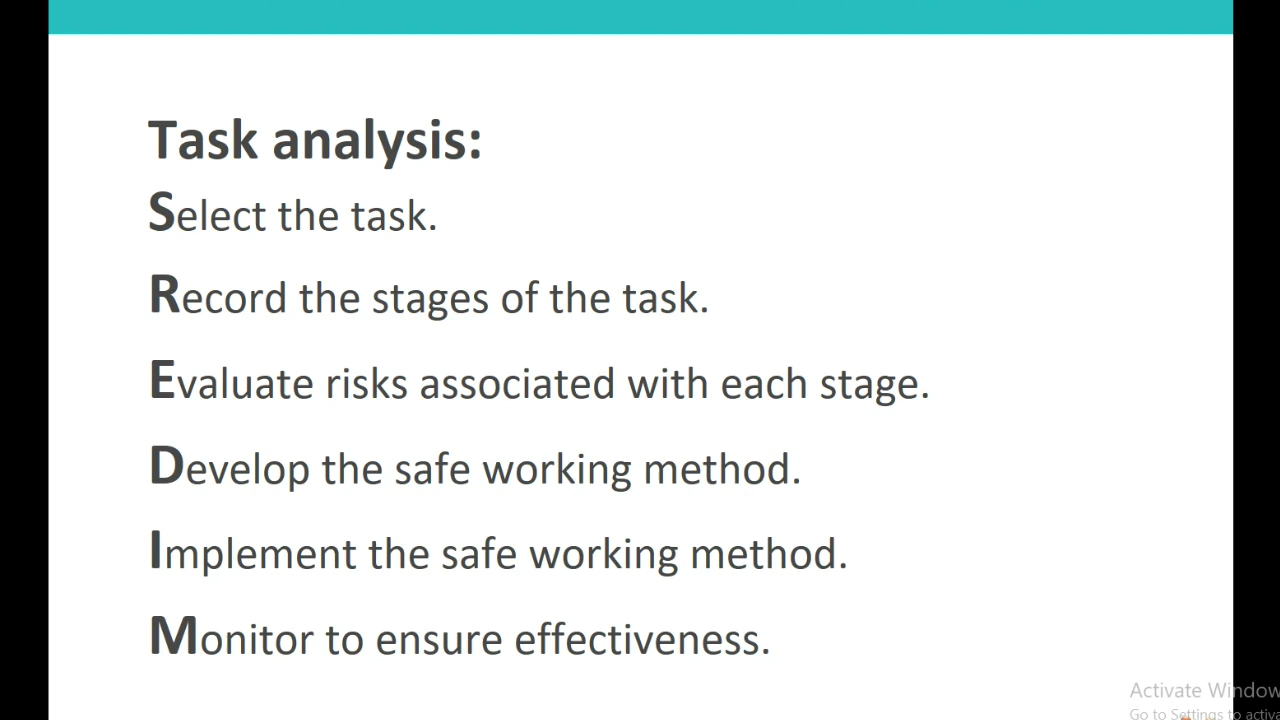 Task analysis:
Select the task.
Record the stages of the task.
Evaluate risks associated with each stage.
Develop the safe working method.
Implement the safe working method.
Monitor to ensure effectiveness.
Activate Window
Go to Settings to activa